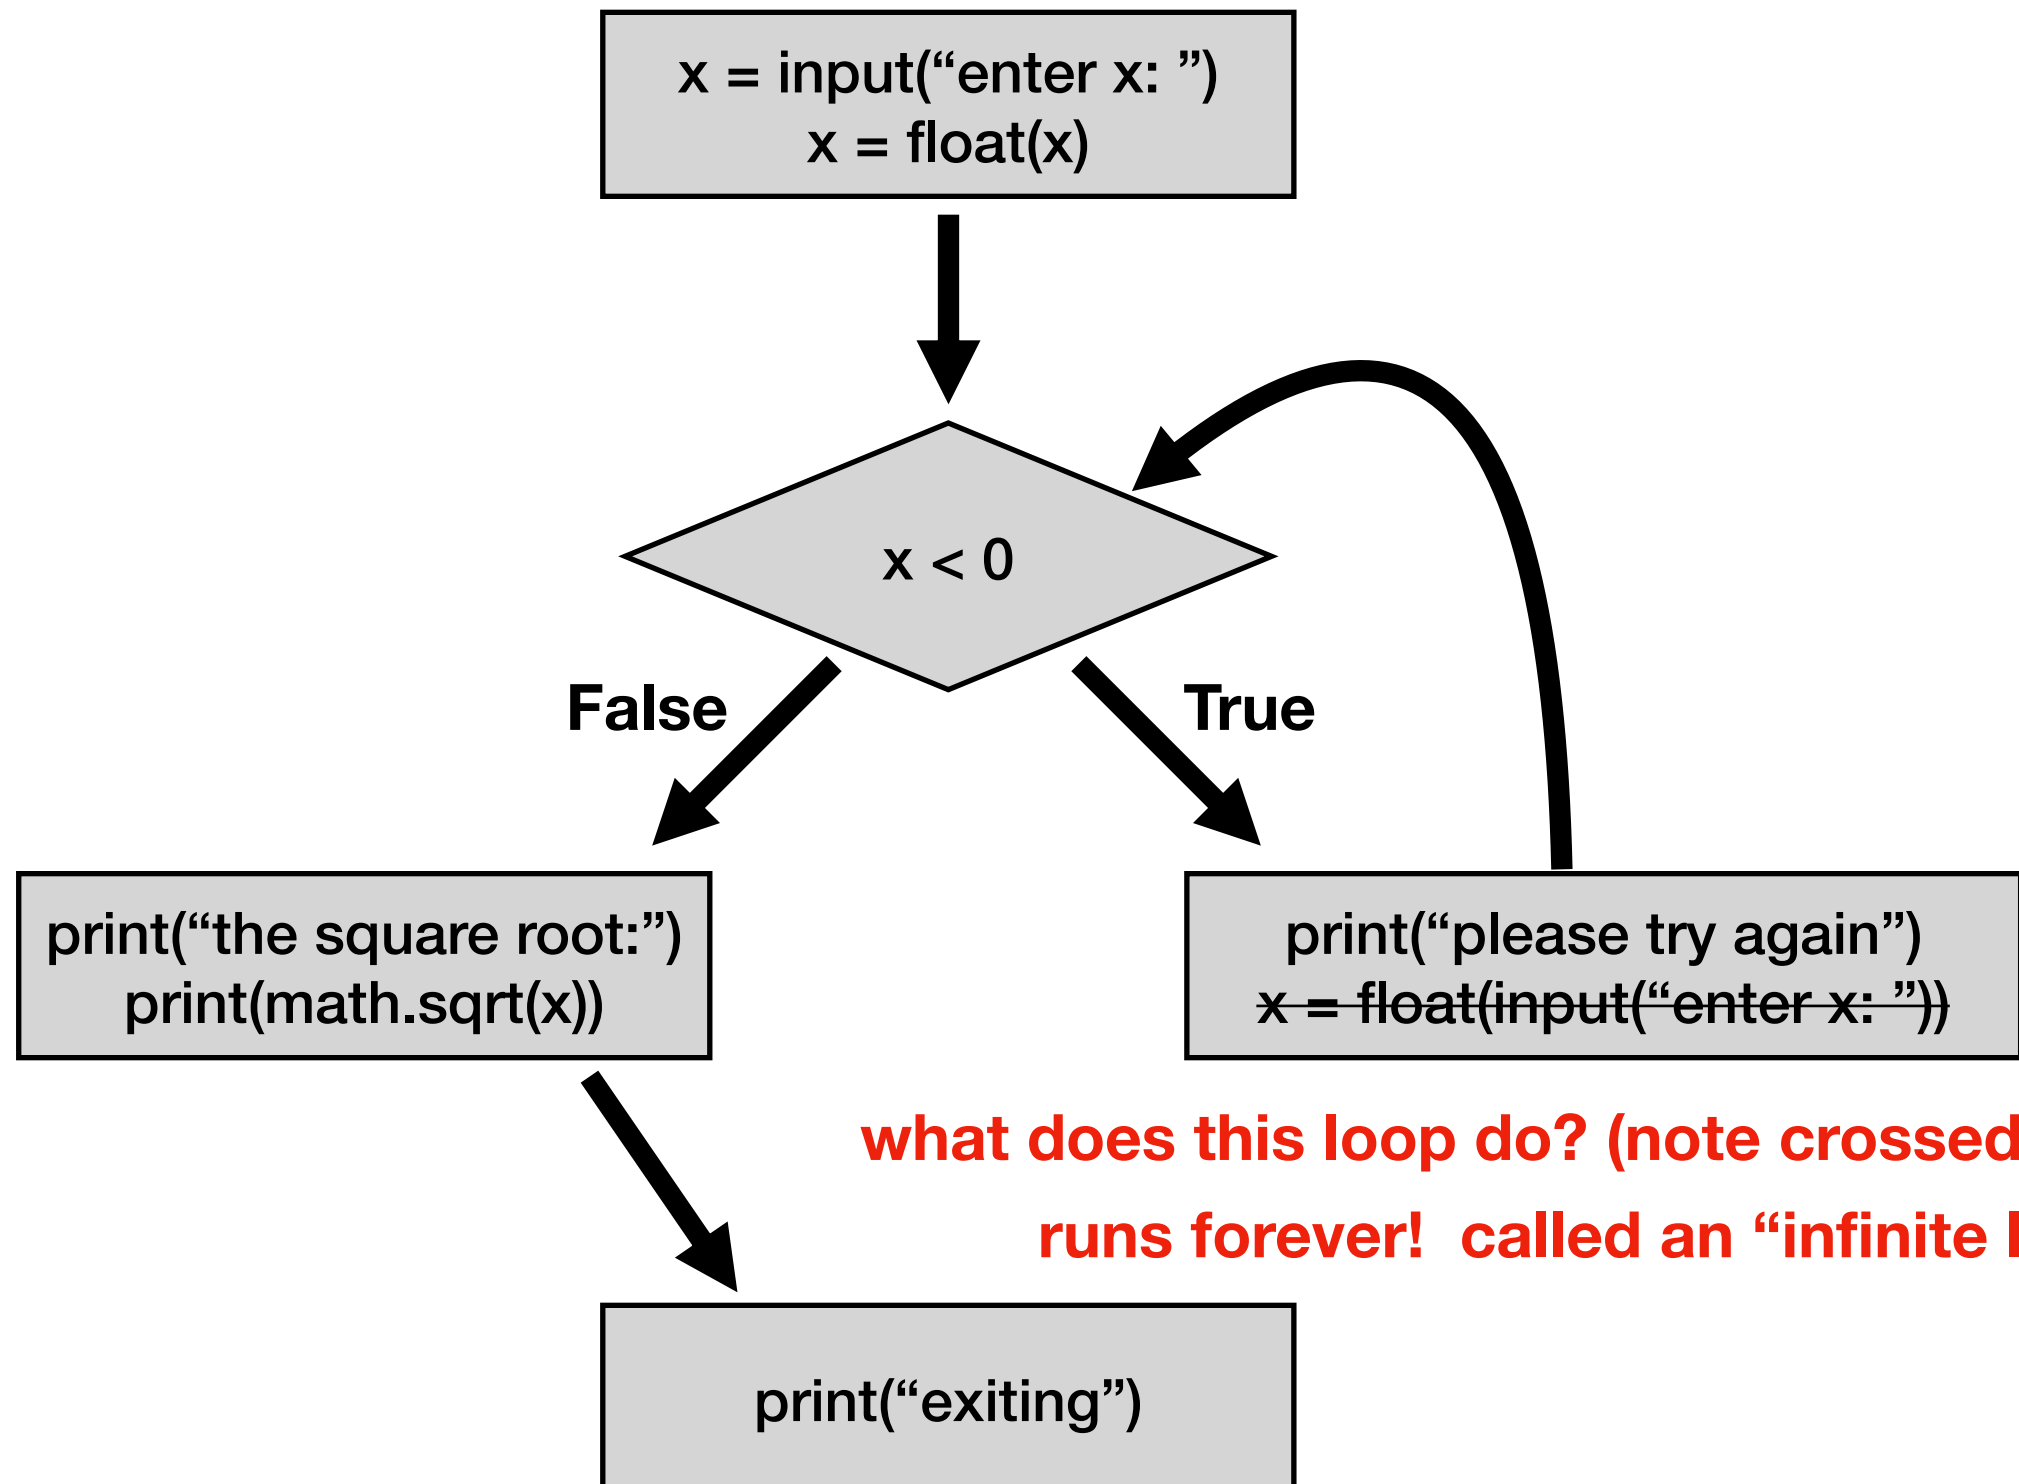 x = input(“enter x: ”)
x = float(x)
x < 0
False
True
print(“the square root:”)
print(math.sqrt(x))
print(“please try again”)
x = float(input(“enter x: ”))
what does this loop do? (note crossed
runs forever!  called an “infinite
print(“exiting”)